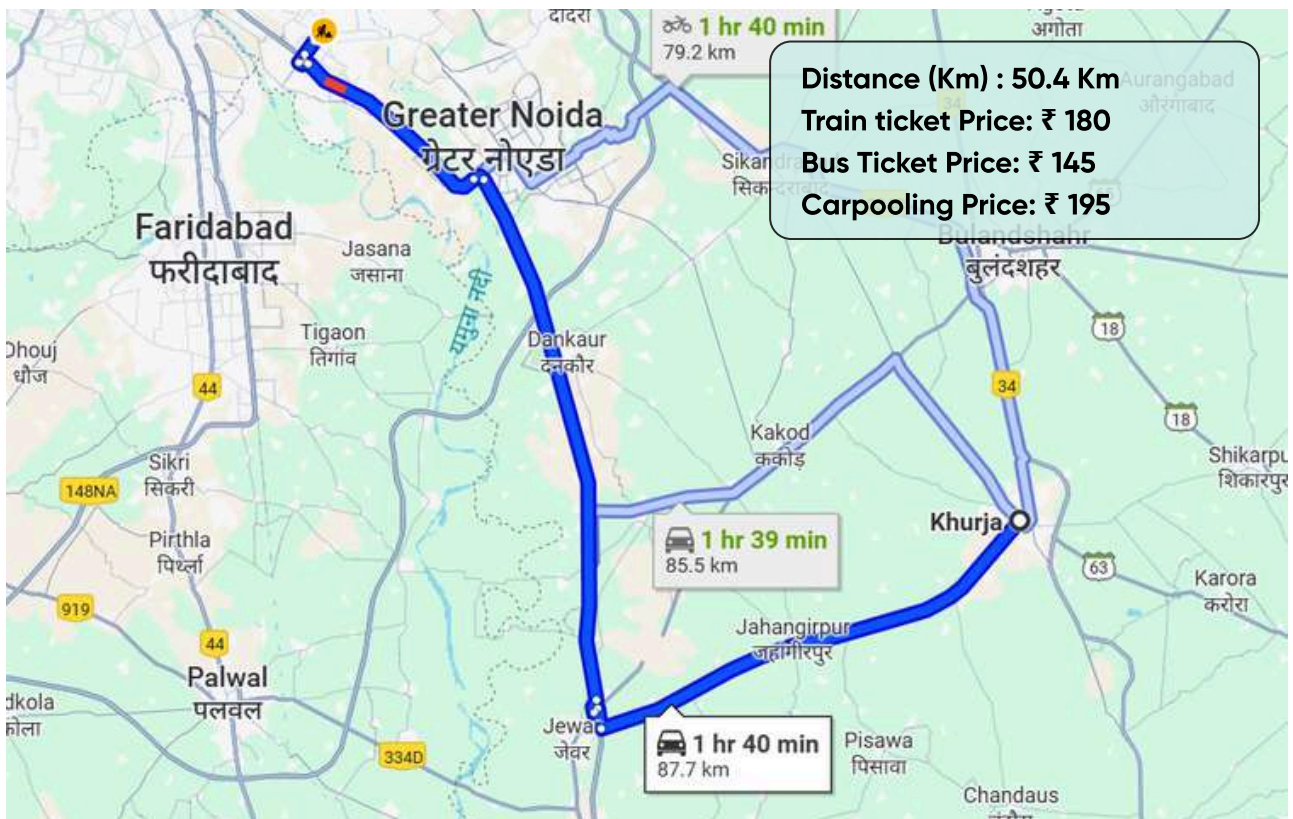 दादरी
1 hr 40 min
79.2 km
अगोता
Distance (Km) : 50.4 Km
Train ticket Price: ₹ 180
Bus Ticket Price: ₹ 145
Carpooling Price: ₹ 195
Aurangabad
औरंगाबाद
34
Greater Noida
ग्रेटर नोएडा
सिकन्दराबाद
Bulandshahr
बुलंदशहर
Faridabad
फरीदाबाद
Jasana
जसाना
यमुना नदी
Tigaon
तिगांव
Dankaur
दनकौर
Dhouj
धौज
44
18
34
18
Kakod
ककोड़
Sikri
सिकरी
148NA
Shikarpu
शिकारपुर
Khurja
1 hr 39 min
85.5 km
Pirthla
पिर्थ्ला
63
Karora
करोरा
919
44
Jahangirpur
जहांगीरपुर
Palwal
पलवल
dkola
Jewa
जेवर
1 hr 40 min
87.7 km
334D
Pisawa
पिसावा
Chandaus